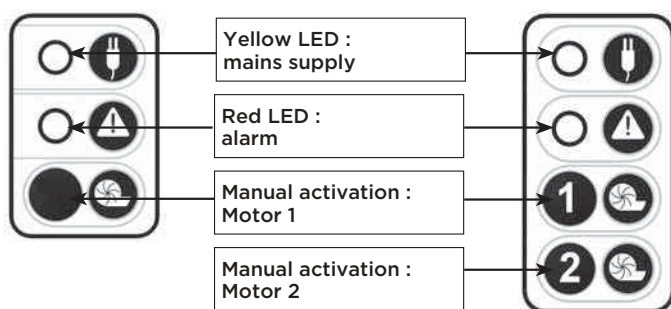 Yellow LED :
mains supply
Red LED :
alarm
Manual activation :
Motor 1
1
Manual activation :
Motor 2
2